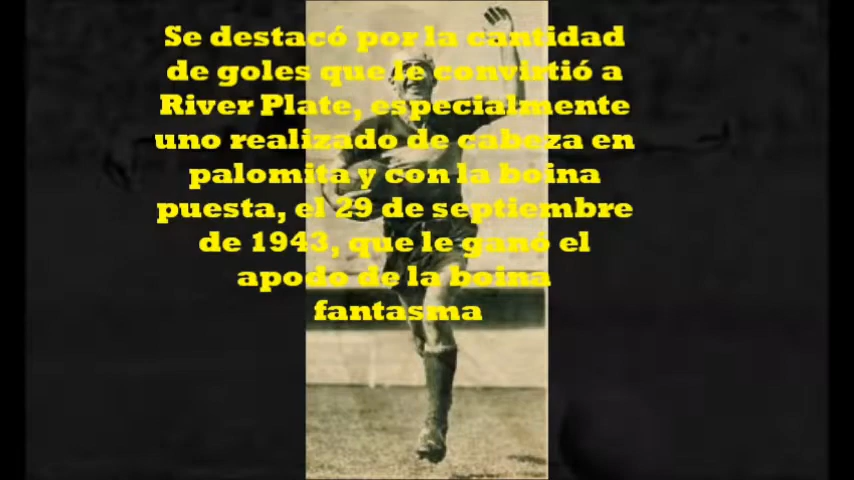 Se destacó por la cantidad
de goles que le convirtió a
River Plate, especialmente
uno realizado de cabeza en
palomita y con la boina
puesta, el 29 de septiembre
de 1943, que le ganó el
apodo de la boina
fantasma